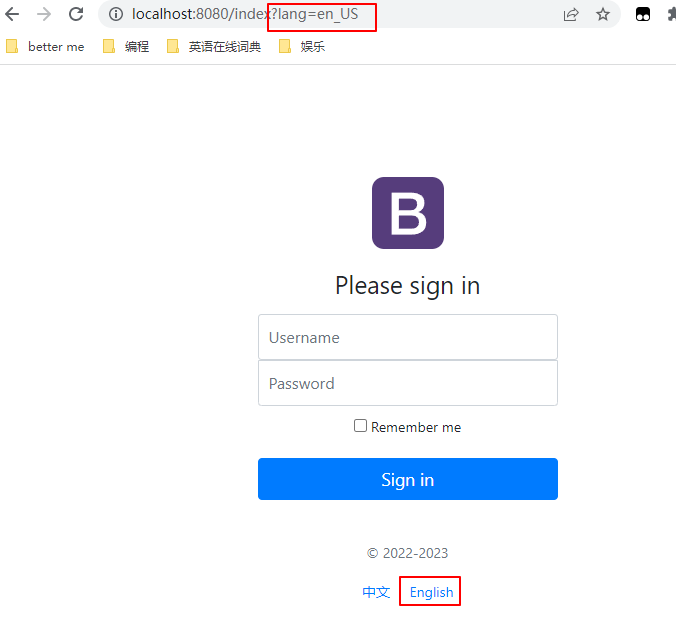 localhost:8080/index?lang=en_US
better me 编程 英语在线词典 娱乐
B
Please sign in
Username
Password
Remember me
Sign in
© 2022-2023
中文 English